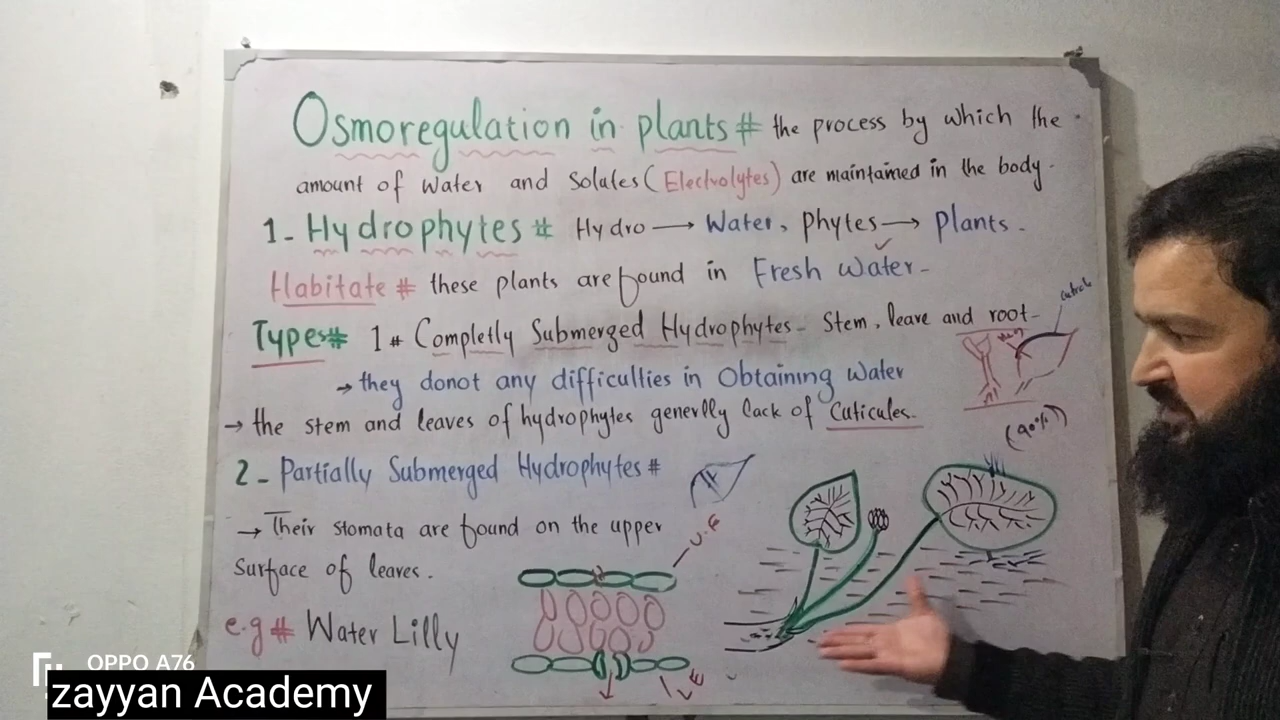 Osmoregulation in plants # the process by which the
amount of water and Solutes (Electrolytes) are maintained in the body.
1- Hydrophytes # Hydro → Water, Phytes → Plants.
Habitate # these plants are found in Fresh Water-
Types # 1 # Completly Submerged Hydrophytes- Stem, leave and root-
→ they donot any difficulties in Obtaining water
→ the stem and leaves of hydrophytes generlly lack of Cuticules.
(90%)
2- Partially Submerged Hydrophytes #
→ Their stomata are found on the upper
Surface of leaves.
U.E
e.g # Water Lilly
L.E
OPPO A76
zayyan Academy